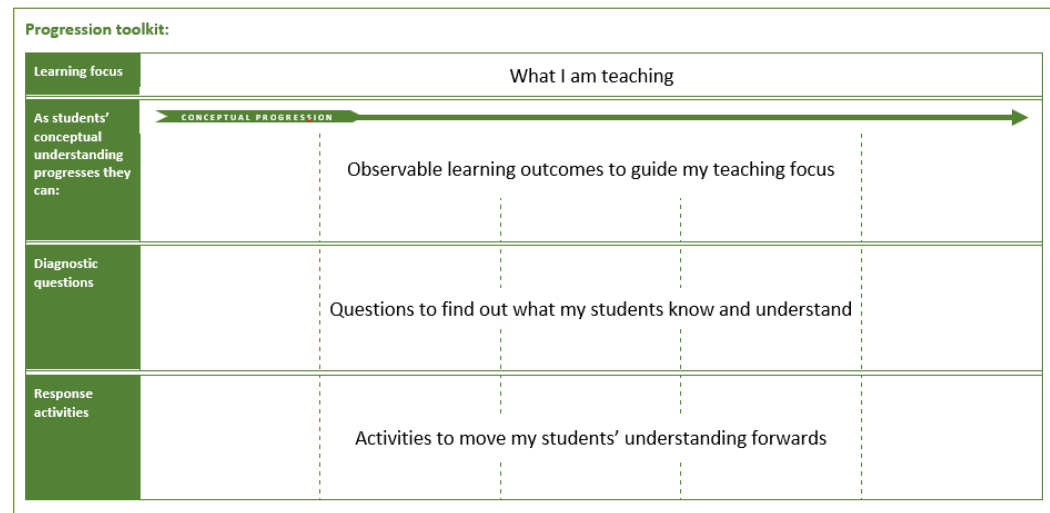 Progression toolkit:
Learning focus
What I am teaching
As students'
conceptual
understanding
progresses they
can:
CONCEPTUAL PROGRESSION
Observable learning outcomes to guide my teaching focus
Diagnostic
questions
Questions to find out what my students know and understand
Response
activities
Activities to move my students' understanding forwards